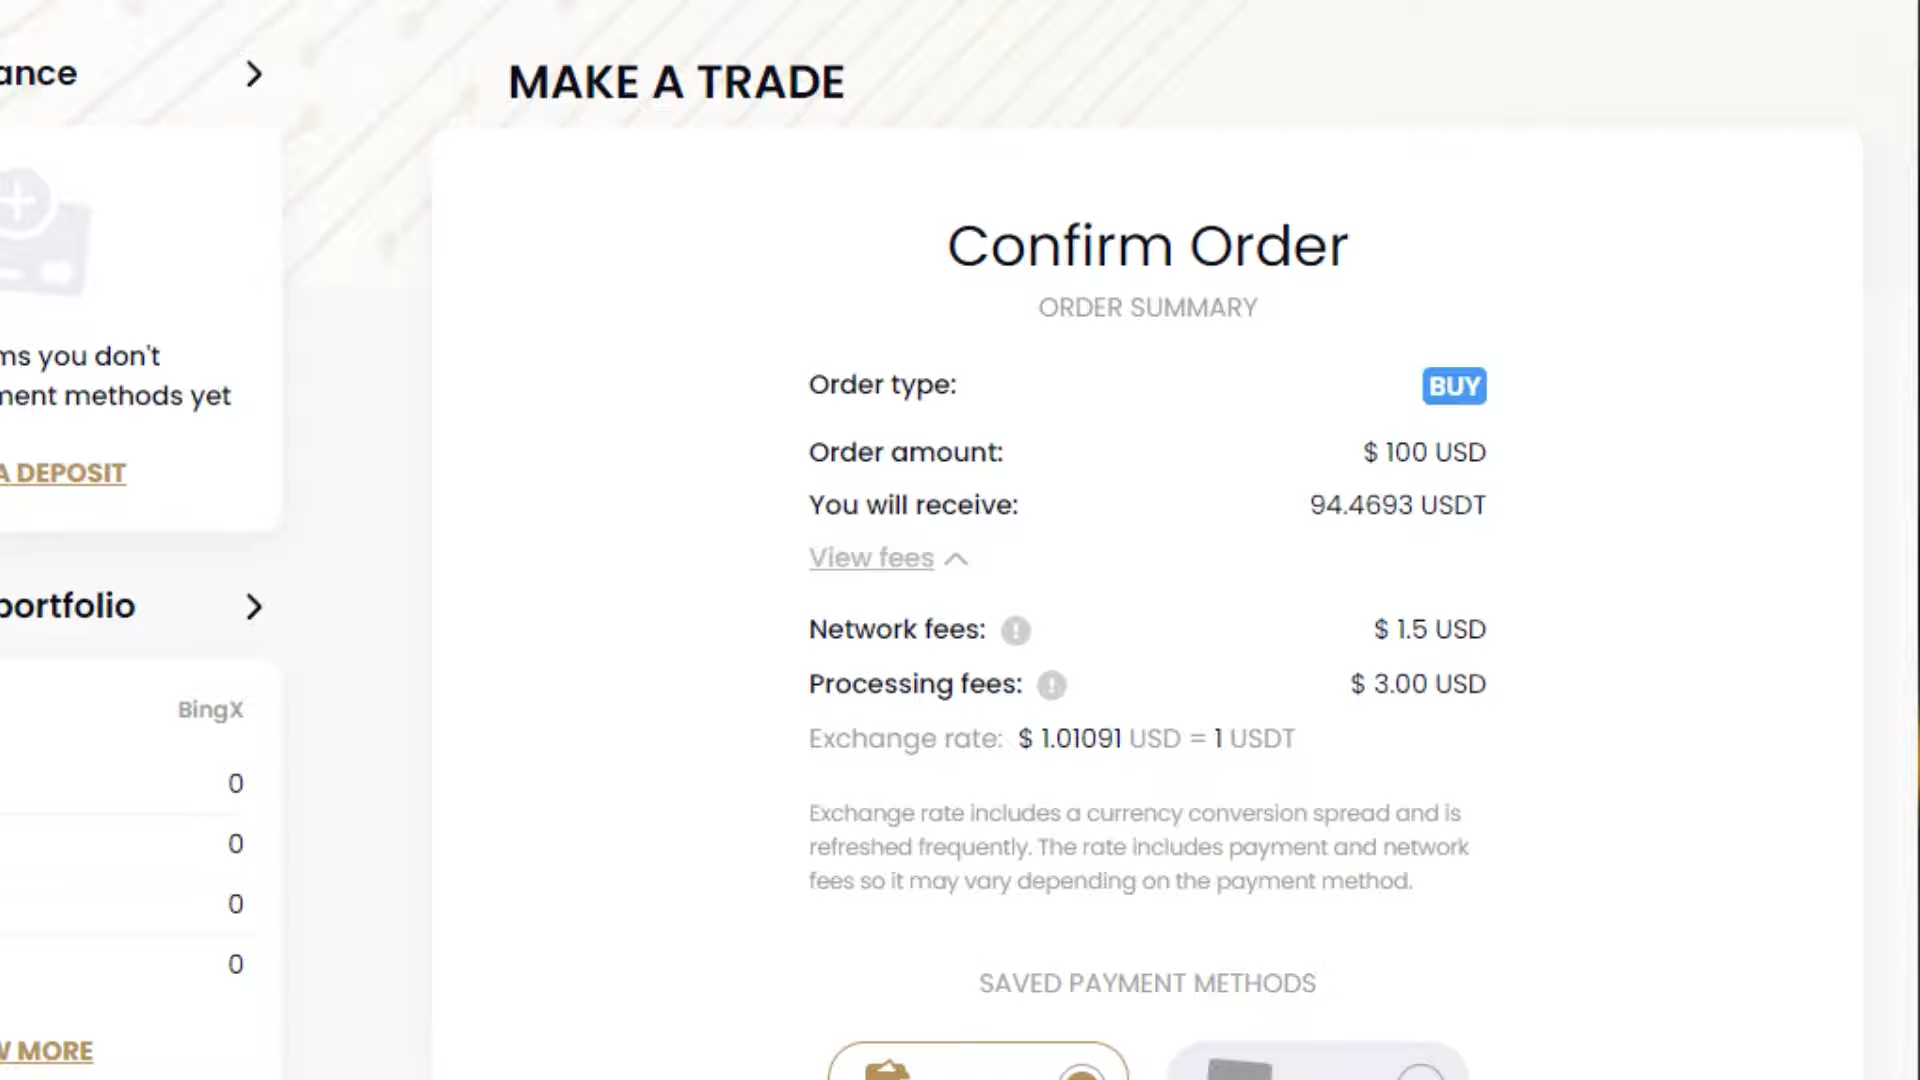 ance
MAKE A TRADE
Confirm Order
ORDER SUMMARY
ms you don't
ment methods yet
A DEPOSIT
Order type: BUY
Order amount: $ 100 USD
You will receive: 94.4693 USDT
View fees
portfolio
Network fees: $ 1.5 USD
Processing fees: $ 3.00 USD
BingX
Exchange rate: $ 1.01091 USD = 1 USDT
0
0
0
0
Exchange rate includes a currency conversion spread and is
refreshed frequently. The rate includes payment and network
fees so it may vary depending on the payment method.
SAVED PAYMENT METHODS
W MORE